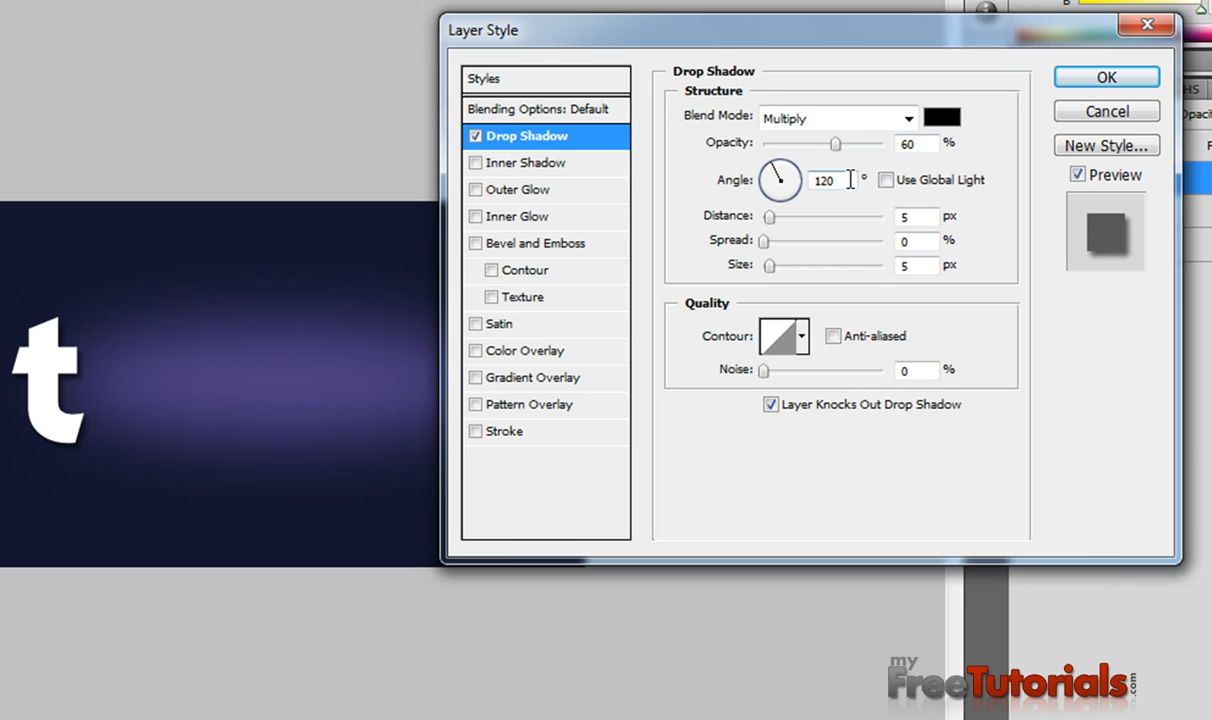 B
Layer Style
Styles
Blending Options: Default
Drop Shadow
Inner Shadow
Outer Glow
Inner Glow
Bevel and Emboss
Contour
Texture
Satin
Color Overlay
Gradient Overlay
Pattern Overlay
Stroke
Drop Shadow
Structure
Blend Mode: Multiply
Opacity: 60 %
Angle: 120 ° Use Global Light
Distance: 5 px
Spread: 0 %
Size: 5 px
Quality
Contour: Anti-aliased
Noise: 0 %
Layer Knocks Out Drop Shadow
OK
Cancel
New Style...
Preview
HS
Opaci
F
t
my
FreeTutorials.com